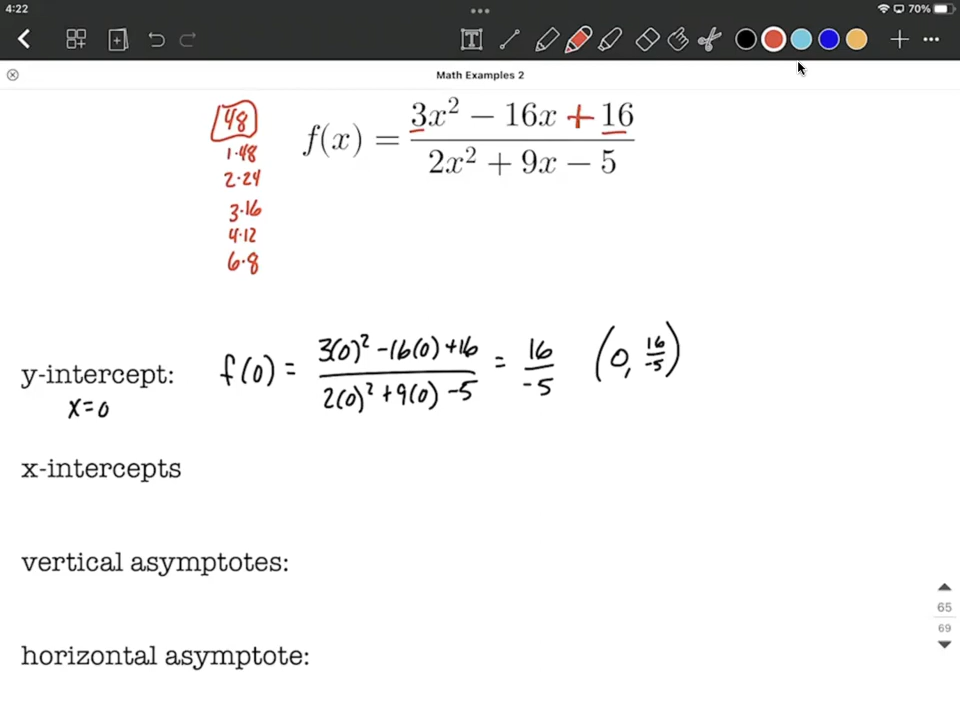 4:22
70%
T
Math Examples 2
f(x) = (3x² − 16x + 16)/(2x² + 9x − 5)
48
1·48
2·24
3·16
4·12
6·8
y-intercept: f(0) = (3(0)² −16(0) +16)/(2(0)² +9(0) −5) = 16/−5 (0, 16/−5)
x=0
x-intercepts
vertical asymptotes:
horizontal asymptote:
65
69